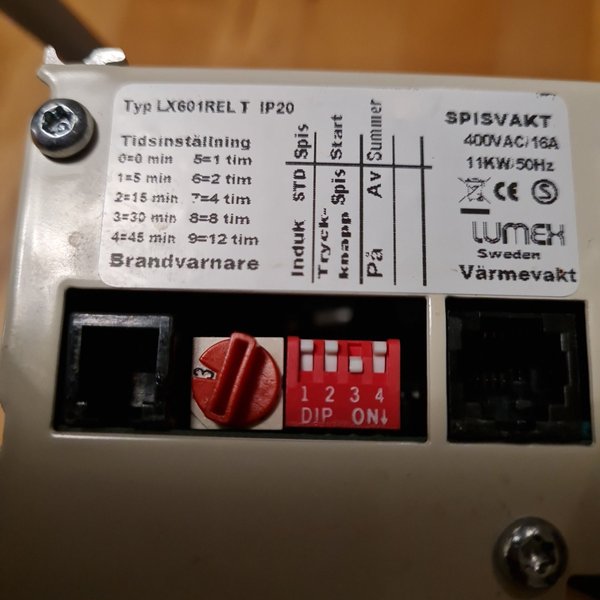 Typ LX601REL T IP20
Tidsinställning
0=0 min 5=1 tim
1=5 min 6=2 tim
2=15 min 7=4 tim
3=30 min 8=8 tim
4=45 min 9=12 tim
Brandvarnare
Induk STD Spis
Tryck-knapp Spis Start
På Av Summer
SPISVAKT
400VAC/16A
11KW/50Hz
CE S
LUMEX
Sweden
Värmevakt
3
1 2 3 4
DIP ON↓